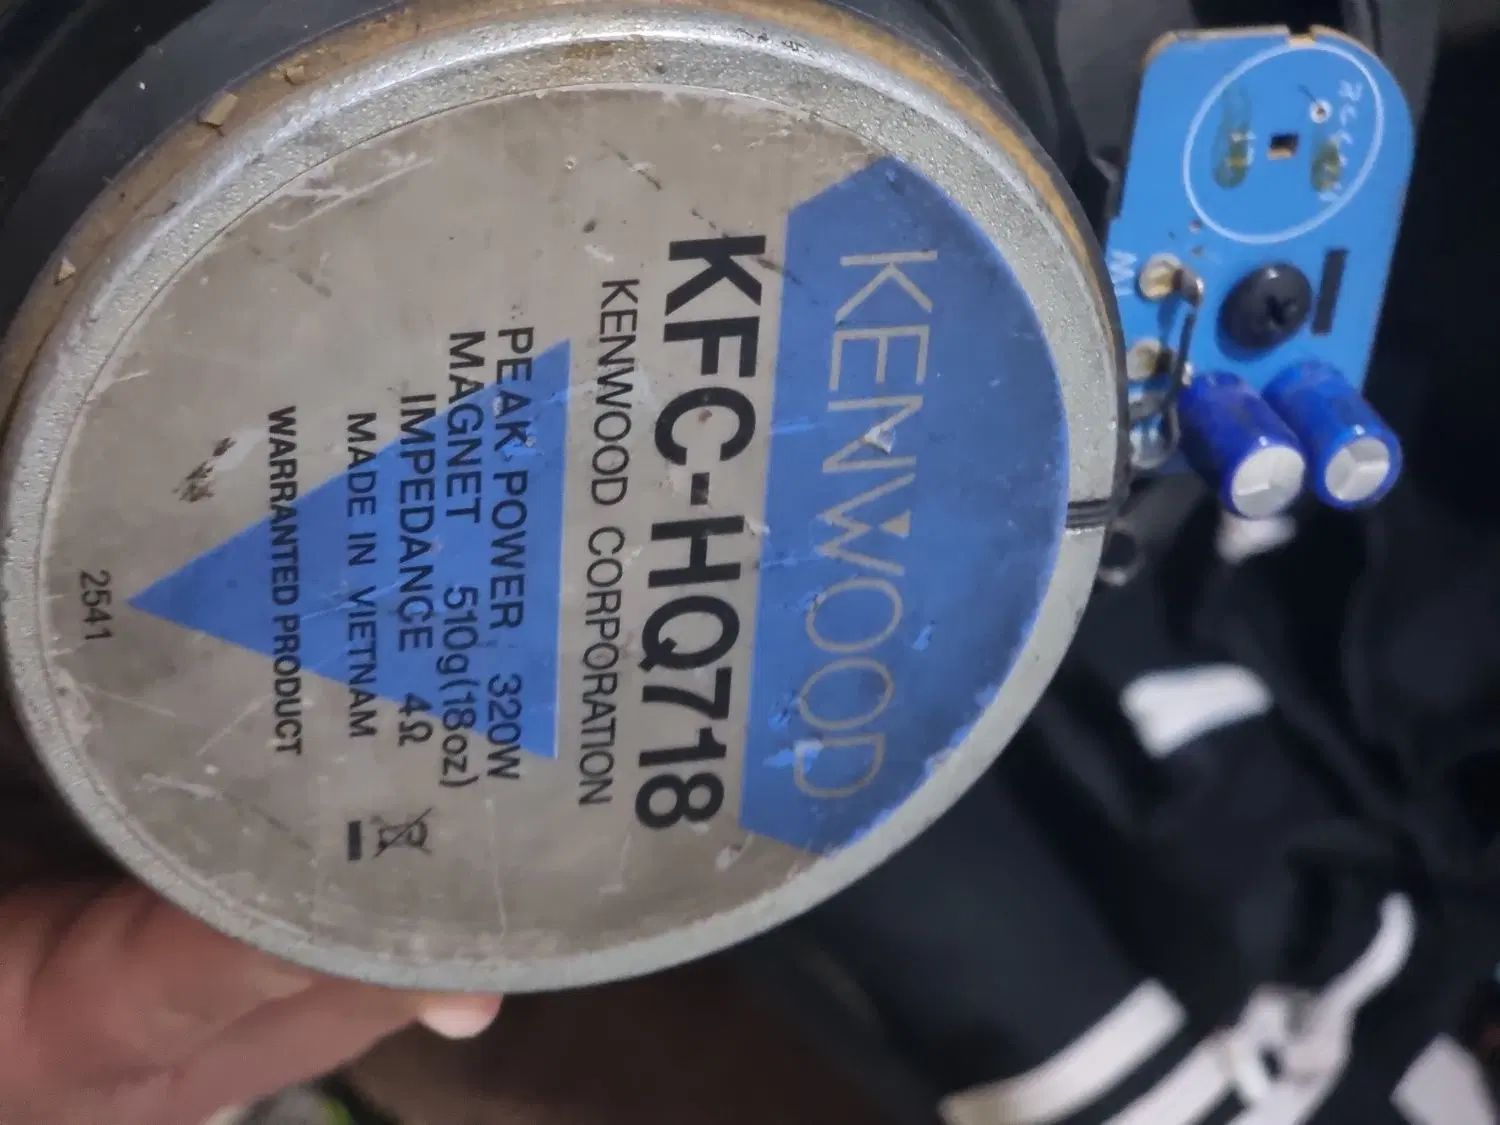 KENWOOD
KFC-HQ718
KENWOOD CORPORATION
PEAK POWER 320W
MAGNET 510g(18oz)
IMPEDANCE 4Ω
MADE IN VIETNAM
WARRANTED PRODUCT
2541